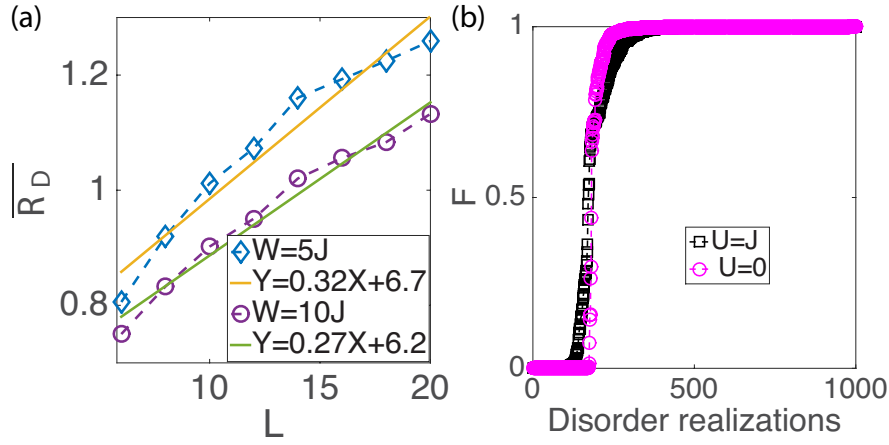 (a)
1.2
1
0.8
R_D
W=5J
Y=0.32X+6.7
W=10J
Y=0.27X+6.2
10
15
20
L
(b)
1
0.5
0
F
U=J
U=0
0
500
1000
Disorder realizations